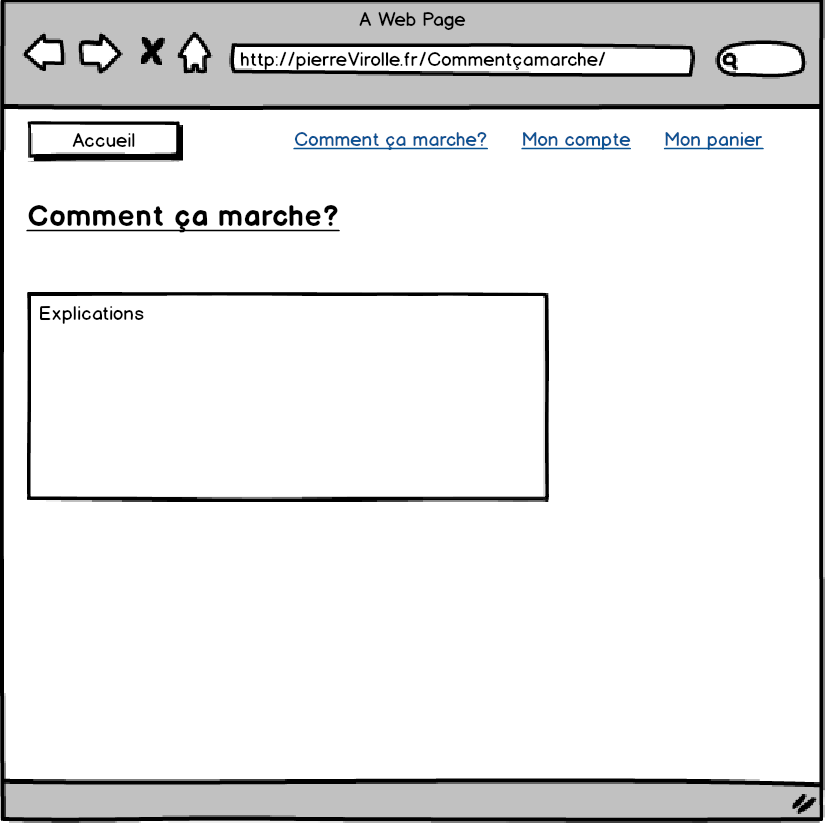 A Web Page
http://pierreVirolle.fr/Commentçamarche/
Accueil Comment ça marche? Mon compte Mon panier
Comment ça marche?
Explications